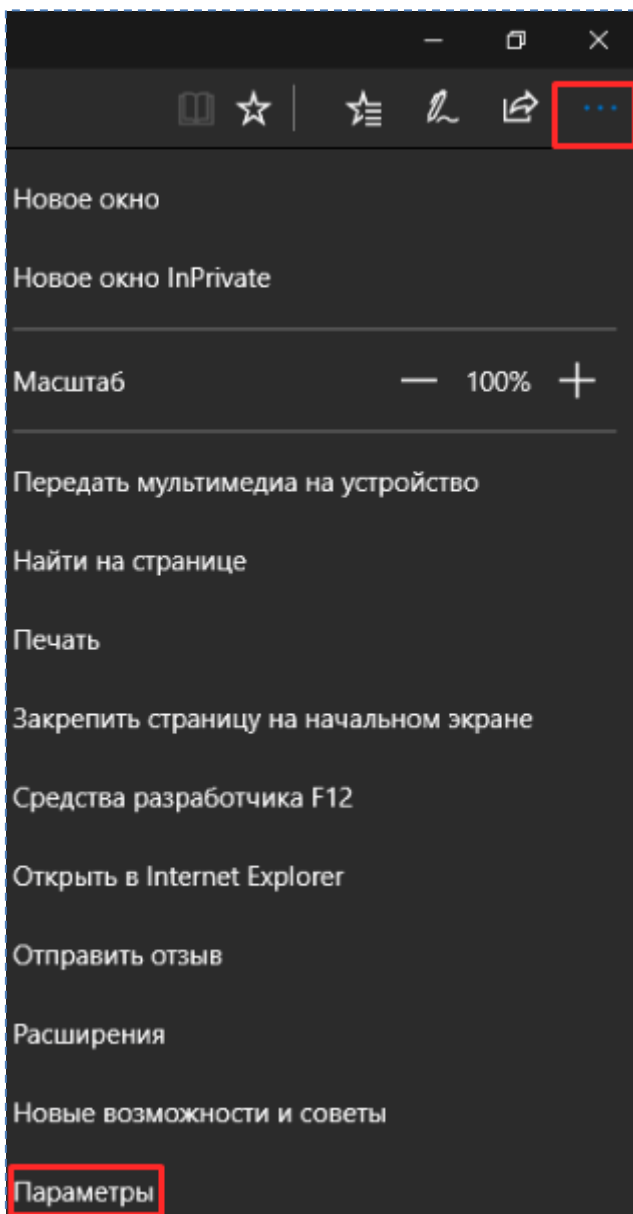 Новое окно
Новое окно InPrivate
Масштаб 100%
Передать мультимедиа на устройство
Найти на странице
Печать
Закрепить страницу на начальном экране
Средства разработчика F12
Открыть в Internet Explorer
Отправить отзыв
Расширения
Новые возможности и советы
Параметры